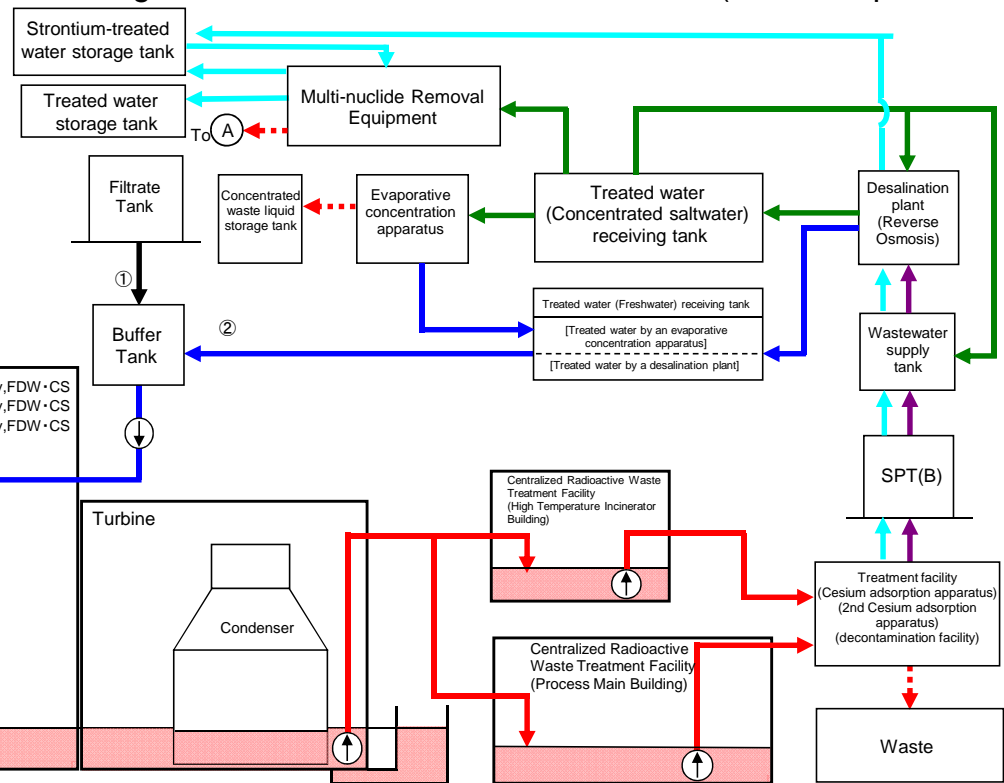 Strontium-treated
water storage tank
Treated water
storage tank
Multi-nuclide Removal
Equipment
To A
Filtrate
Tank
Concentrated
waste liquid
storage tank
Evaporative
concentration
apparatus
Treated water
(Concentrated saltwater)
receiving tank
Desalination
plant
(Reverse
Osmosis)
①
②
Buffer
Tank
Treated water (Freshwater) receiving tank
[Treated water by an evaporative
concentration apparatus]
[Treated water by a desalination plant]
Wastewater
supply
tank
,FDW・CS
,FDW・CS
,FDW・CS
SPT(B)
Turbine
Condenser
Centralized Radioactive Waste
Treatment Facility
(High Temperature Incinerator
Building)
Centralized Radioactive
Waste Treatment Facility
(Process Main Building)
Treatment facility
(Cesium adsorption apparatus)
(2nd Cesium adsorption
apparatus)
(decontamination facility)
Waste